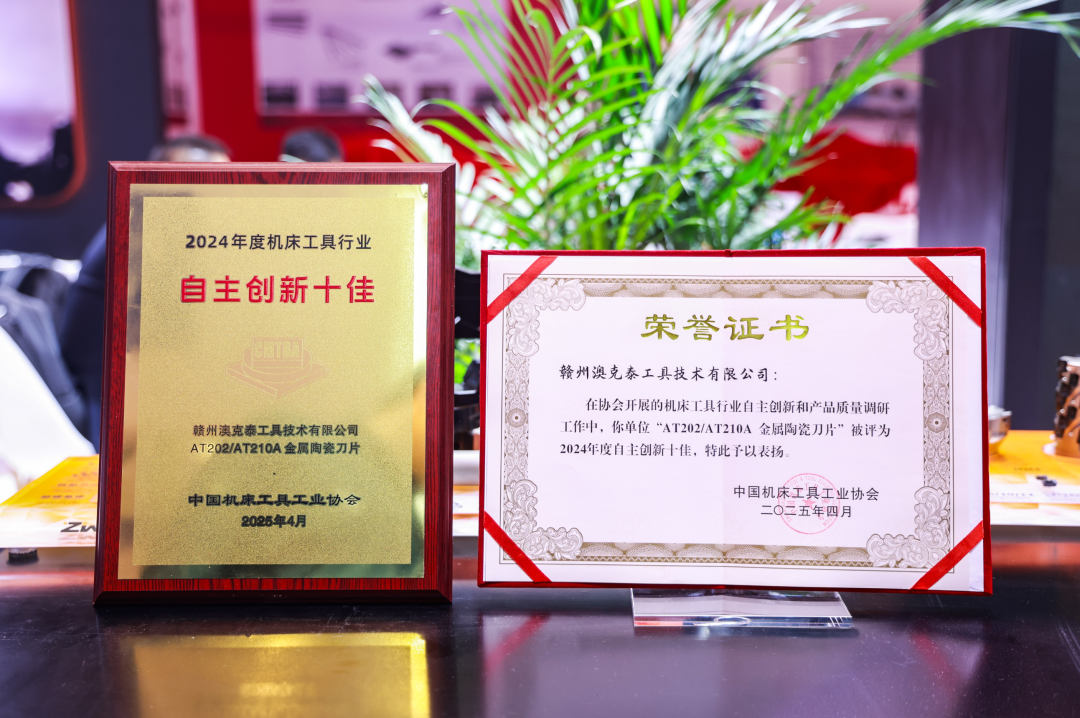 2024年度机床工具行业
自主创新十佳
CMTBA
赣州澳克泰工具技术有限公司
AT202/AT210A 金属陶瓷刀片
中国机床工具工业协会
2025年4月
荣誉证书
赣州澳克泰工具技术有限公司：
在协会开展的机床工具行业自主创新和产品质量调研
工作中，你单位“AT202/AT210A 金属陶瓷刀片”被评为
2024年度自主创新十佳，特此予以表扬。
中国机床工具工业协会
二〇二五年四月